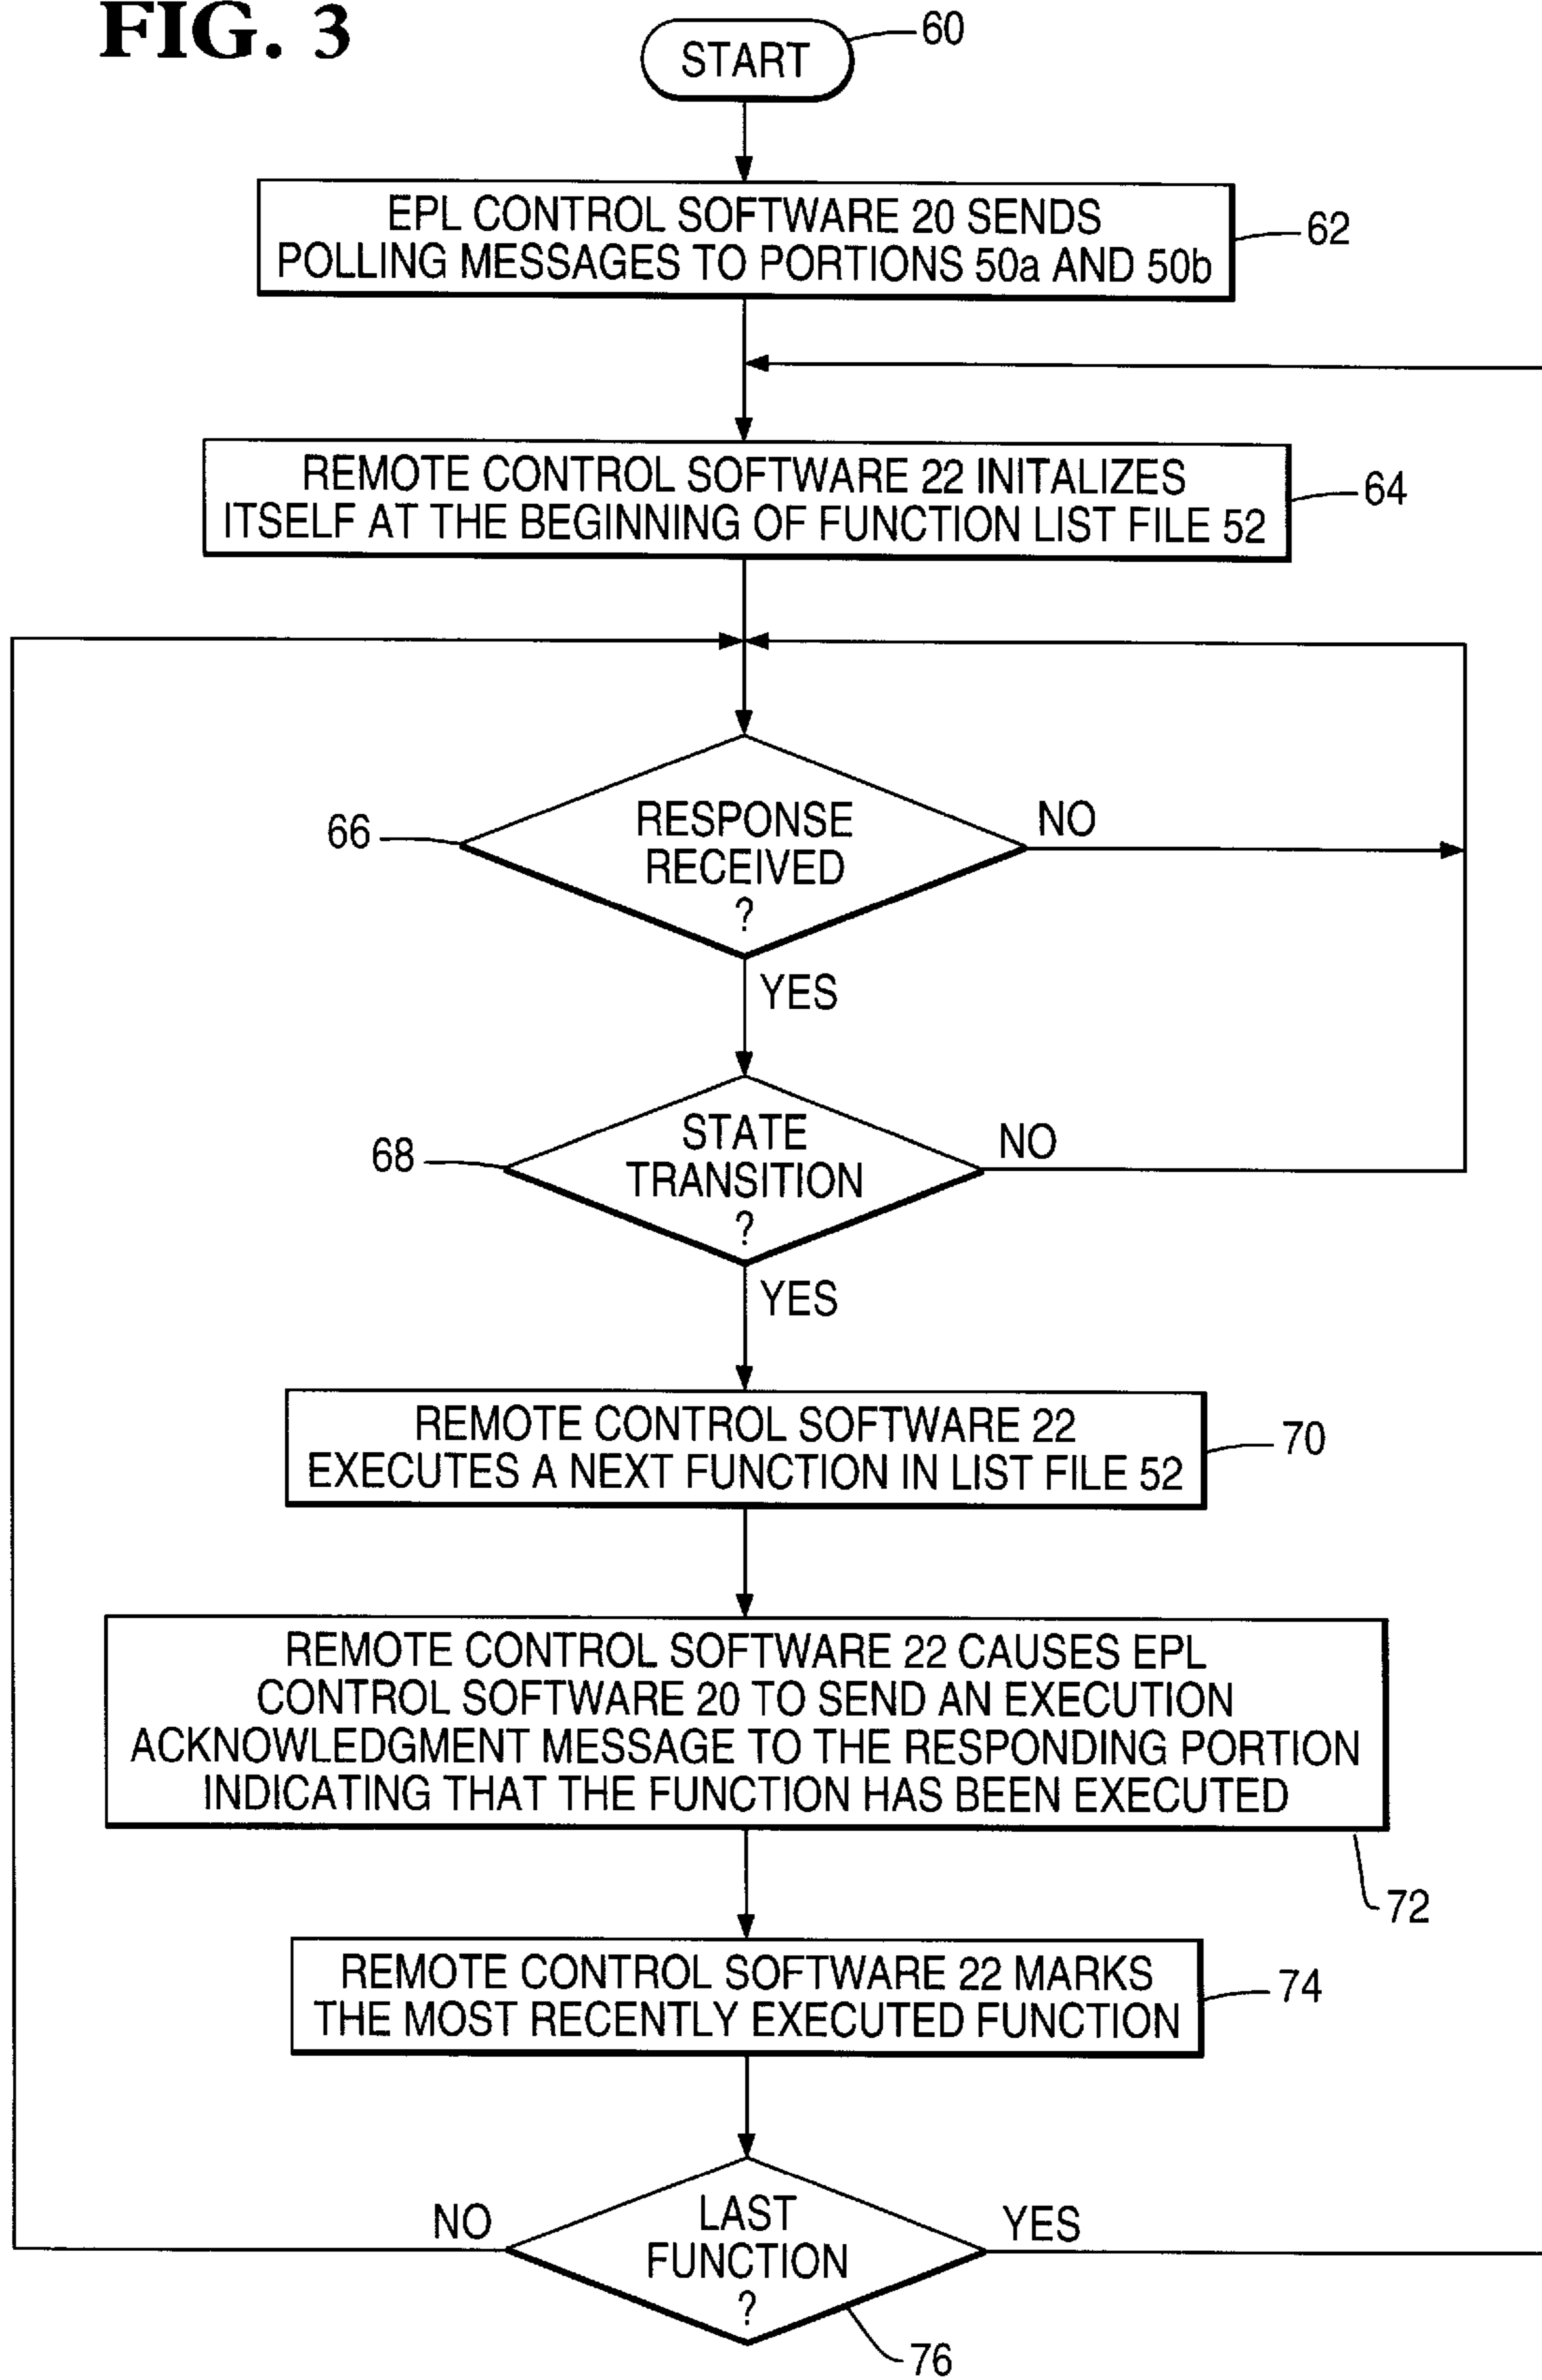 FIG. 3
START
60
EPL CONTROL SOFTWARE 20 SENDS
POLLING MESSAGES TO PORTIONS 50a AND 50b
62
REMOTE CONTROL SOFTWARE 22 INITALIZES
ITSELF AT THE BEGINNING OF FUNCTION LIST FILE 52
64
66
RESPONSE
RECEIVED
?
NO
YES
68
STATE
TRANSITION
?
NO
YES
REMOTE CONTROL SOFTWARE 22
EXECUTES A NEXT FUNCTION IN LIST FILE 52
70
REMOTE CONTROL SOFTWARE 22 CAUSES EPL
CONTROL SOFTWARE 20 TO SEND AN EXECUTION
ACKNOWLEDGMENT MESSAGE TO THE RESPONDING PORTION
INDICATING THAT THE FUNCTION HAS BEEN EXECUTED
72
REMOTE CONTROL SOFTWARE 22 MARKS
THE MOST RECENTLY EXECUTED FUNCTION
74
NO
LAST
FUNCTION
?
YES
76